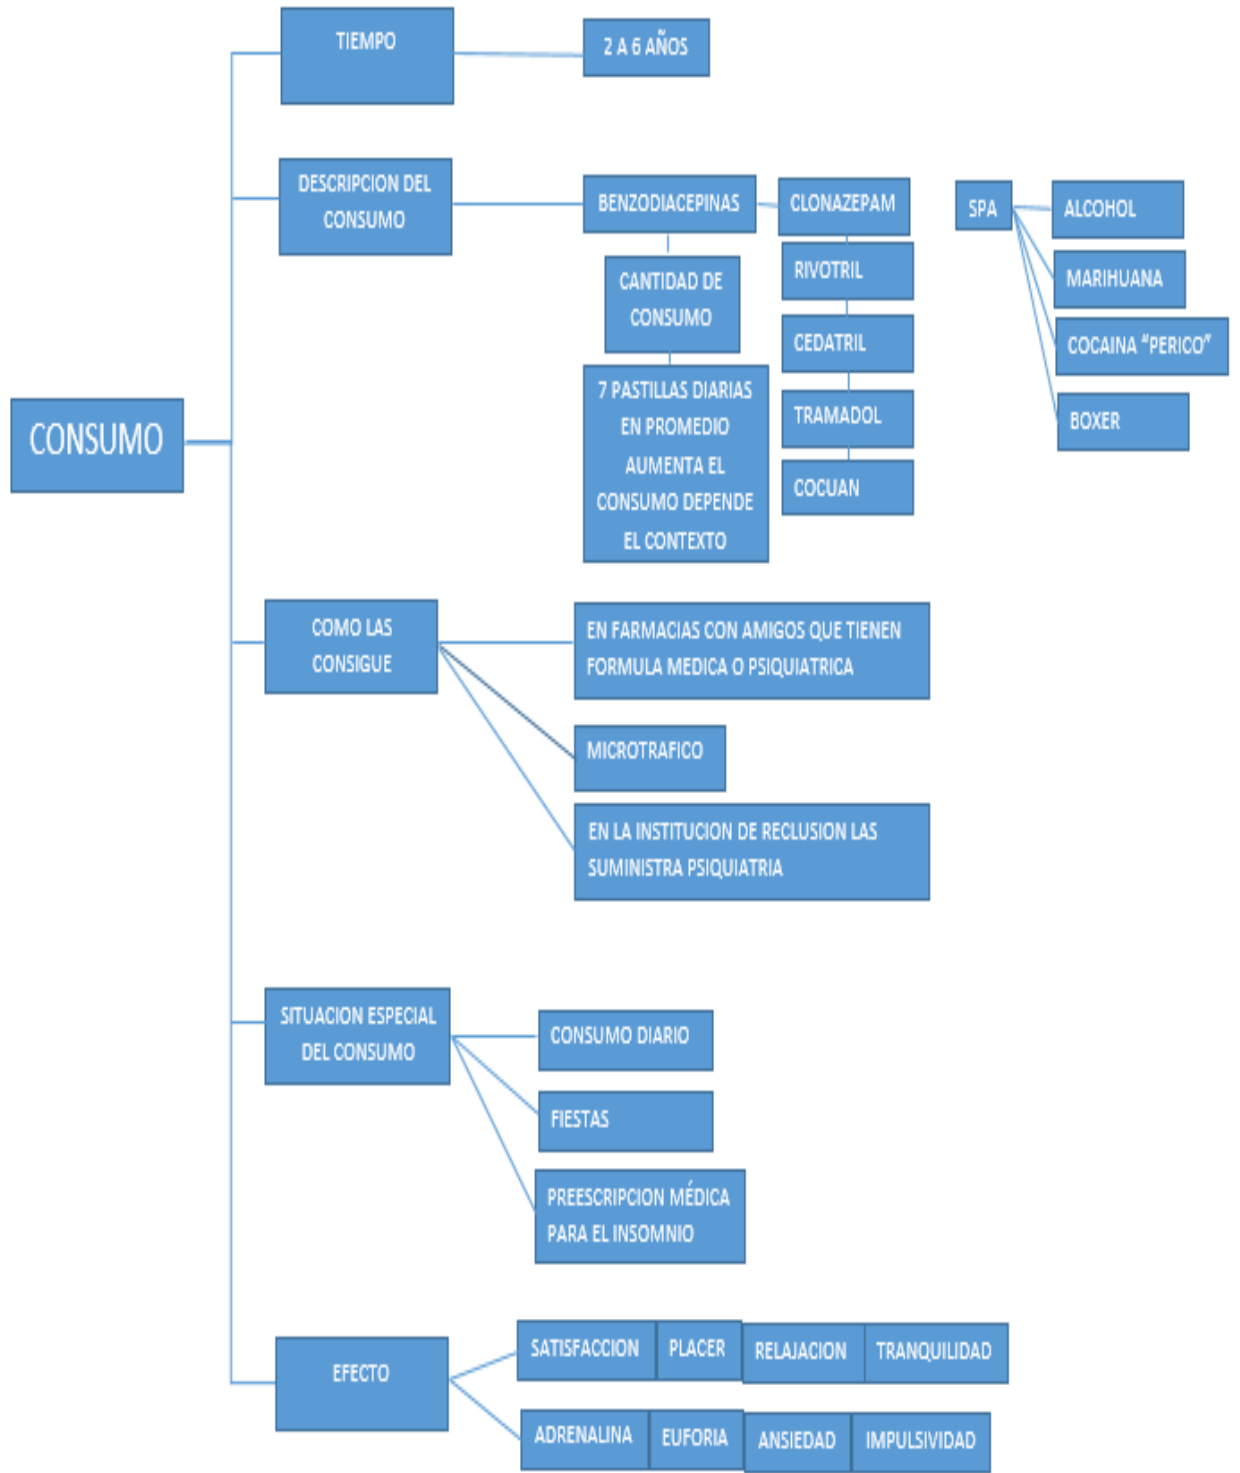 TIEMPO
2 A 6 AÑOS
DESCRIPCION DEL
CONSUMO
BENZODIACEPINAS
CANTIDAD DE
CONSUMO
7 PASTILLAS DIARIAS
EN PROMEDIO
AUMENTA EL
CONSUMO DEPENDE
EL CONTEXTO
CLONAZEPAM
RIVOTRIL
CEDATRIL
TRAMADOL
COCUAN
SPA
ALCOHOL
MARIHUANA
COCAINA “PERICO”
BOXER
CONSUMO
COMO LAS
CONSIGUE
EN FARMACIAS CON AMIGOS QUE TIENEN
FORMULA MEDICA O PSIQUIATRICA
MICROTRAFICO
EN LA INSTITUCION DE RECLUSION LAS
SUMINISTRA PSIQUIATRIA
SITUACION ESPECIAL
DEL CONSUMO
CONSUMO DIARIO
FIESTAS
PREESCRIPCION MÉDICA
PARA EL INSOMNIO
EFECTO
SATISFACCION
PLACER
RELAJACION
TRANQUILIDAD
ADRENALINA
EUFORIA
ANSIEDAD
IMPULSIVIDAD